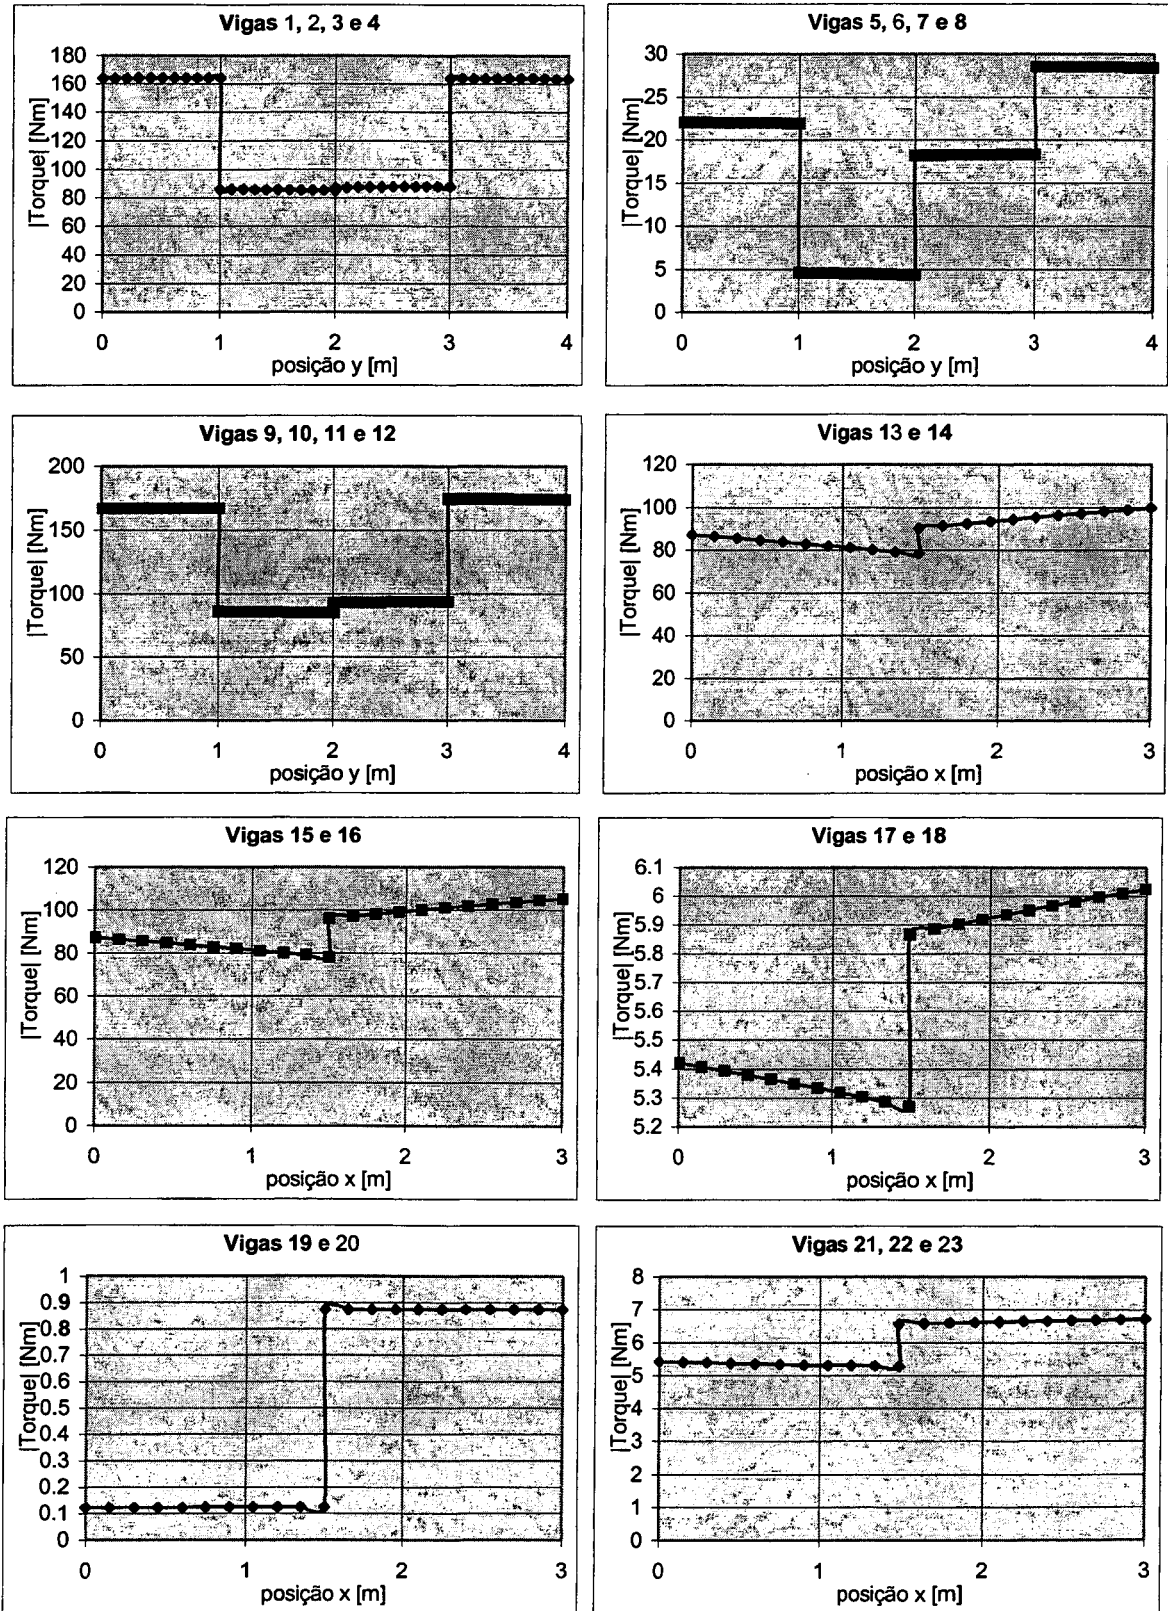 Vigas 1, 2, 3 e 4
|Torque| [Nm]
180
160
140
120
100
80
60
40
20
0
0 1 2 3 4
posição y [m]
Vigas 5, 6, 7 e 8
|Torque| [Nm]
30
25
20
15
10
5
0
0 1 2 3 4
posição y [m]
Vigas 9, 10, 11 e 12
|Torque| [Nm]
200
150
100
50
0
0 1 2 3 4
posição y [m]
Vigas 13 e 14
|Torque| [Nm]
120
100
80
60
40
20
0
0 1 2 3
posição x [m]
Vigas 15 e 16
|Torque| [Nm]
120
100
80
60
40
20
0
0 1 2 3
posição x [m]
Vigas 17 e 18
|Torque| [Nm]
6.1
6
5.9
5.8
5.7
5.6
5.5
5.4
5.3
5.2
0 1 2 3
posição x [m]
Vigas 19 e 20
|Torque| [Nm]
1
0.9
0.8
0.7
0.6
0.5
0.4
0.3
0.2
0.1
0
0 1 2 3
posição x [m]
Vigas 21, 22 e 23
|Torque| [Nm]
8
7
6
5
4
3
2
1
0
0 1 2 3
posição x [m]